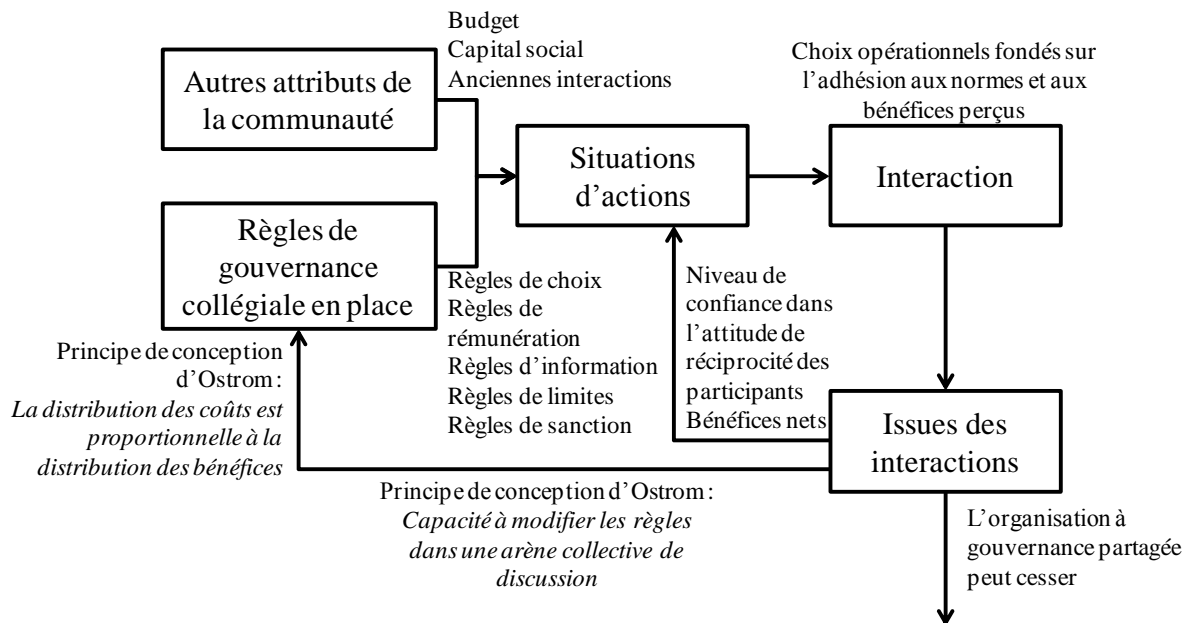 Budget
Capital social
Anciennes interactions
Autres attributs de
la communauté
Choix opérationnels fondés sur
l'adhésion aux normes et aux
bénéfices perçus
Situations
d'actions
Interaction
Règles de
gouvernance
collégiale en place
Règles de choix
Règles de
rémunération
Règles d'information
Règles de limites
Règles de sanction
Niveau de
confiance dans
l'attitude de
réciprocité des
participants
Bénéfices nets
Principe de conception
d'Ostrom :
La distribution des coûts est
proportionnelle à la
distribution des bénéfices
Issues des
interactions
Principe de conception d'Ostrom :
Capacité à modifier les règles
dans une arène collective de
discussion
L'organisation à
gouvernance partagée
peut cesser